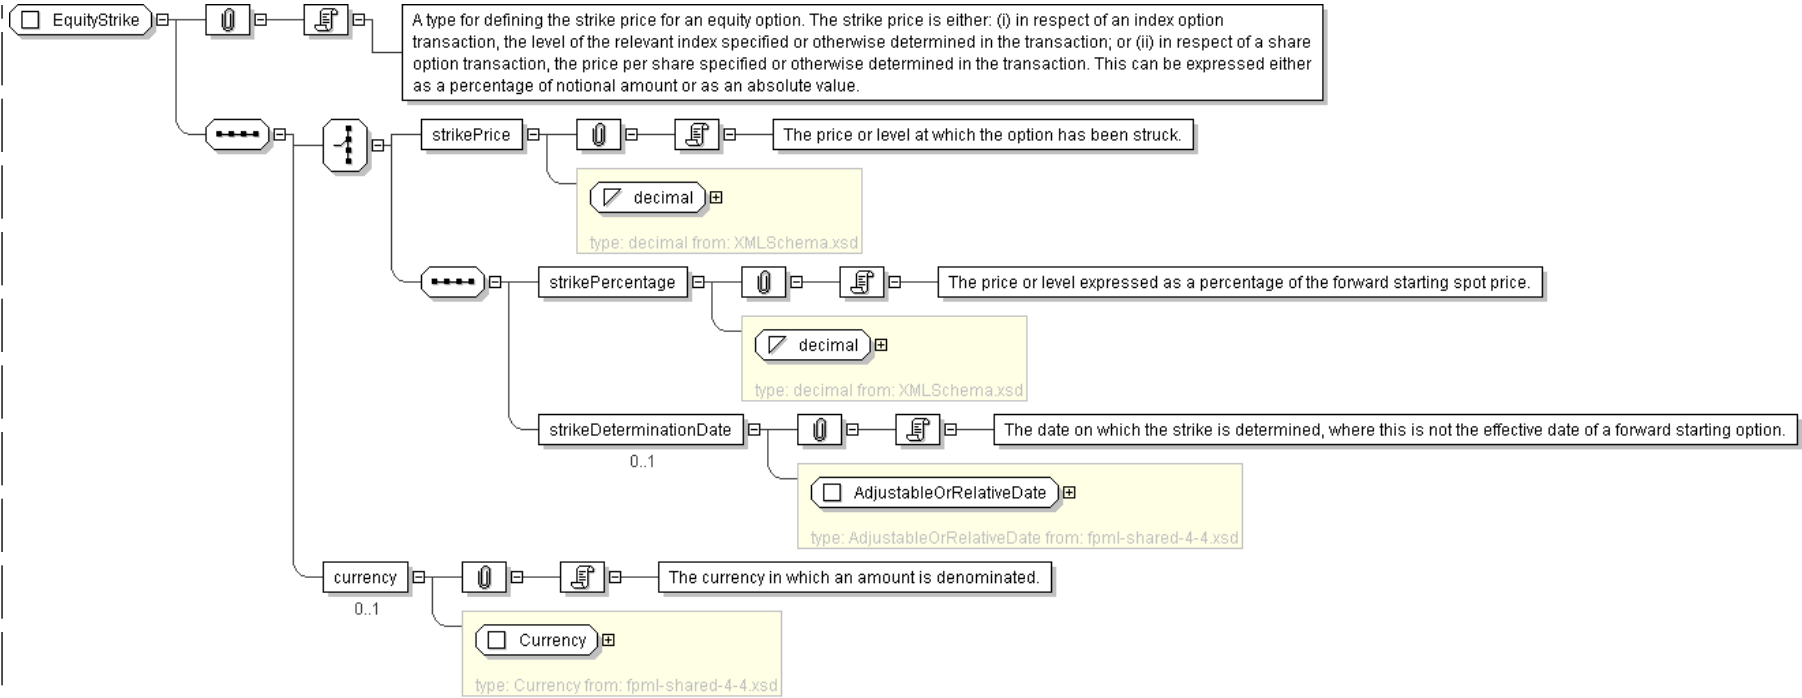 EquityStrike
A type for defining the strike price for an equity option. The strike price is either: (i) in respect of an index option
transaction, the level of the relevant index specified or otherwise determined in the transaction; or (ii) in respect of a share
option transaction, the price per share specified or otherwise determined in the transaction. This can be expressed either
as a percentage of notional amount or as an absolute value.
strikePrice
The price or level at which the option has been struck.
decimal
type: decimal from: XMLSchema.xsd
strikePercentage
The price or level expressed as a percentage of the forward starting spot price.
decimal
type: decimal from: XMLSchema.xsd
strikeDeterminationDate
The date on which the strike is determined, where this is not the effective date of a forward starting option.
0..1
AdjustableOrRelativeDate
type: AdjustableOrRelativeDate from: fpml-shared-4-4.xsd
currency
The currency in which an amount is denominated.
0..1
Currency
type: Currency from: fpml-shared-4-4.xsd